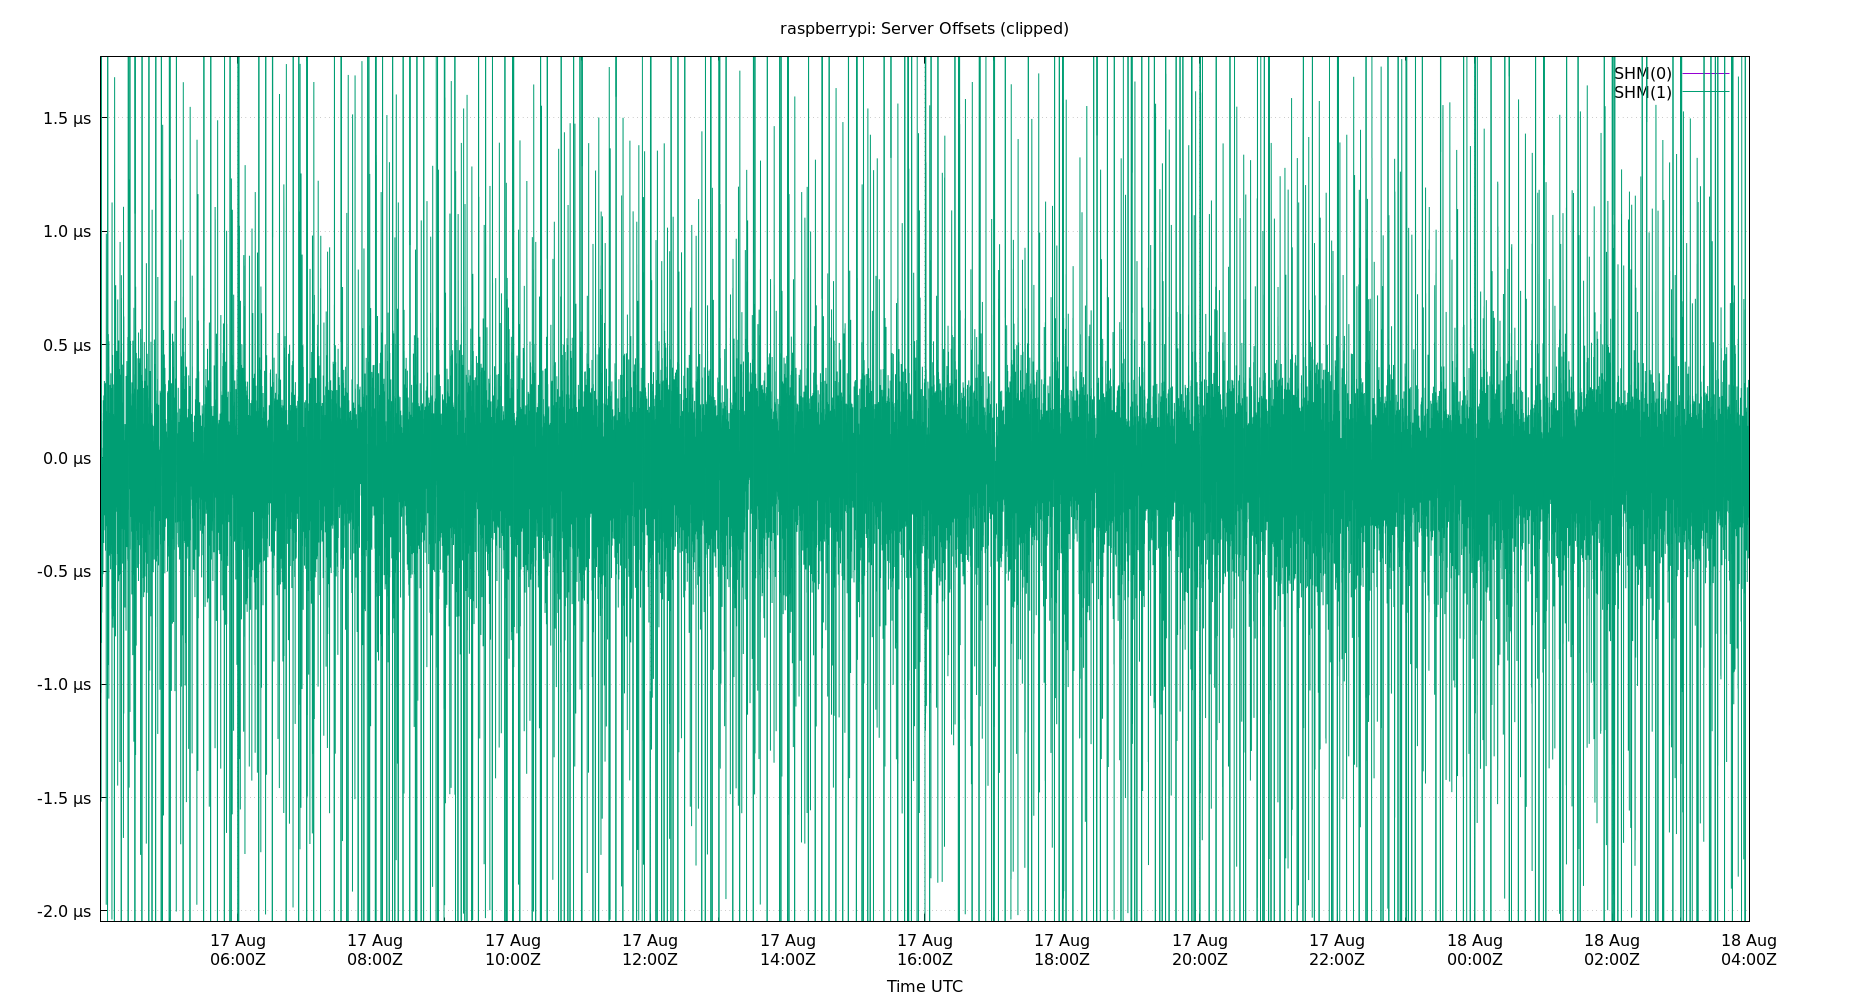 raspberrypi: Server Offsets (clipped)
SHM(0)
SHM(1)
1.5 µs
1.0 µs
0.5 µs
0.0 µs
-0.5 µs
-1.0 µs
-1.5 µs
-2.0 µs
17 Aug 17 Aug 17 Aug 17 Aug 17 Aug 17 Aug 17 Aug 17 Aug 17 Aug 18 Aug 18 Aug 18 Aug
06:00Z 08:00Z 10:00Z 12:00Z 14:00Z 16:00Z 18:00Z 20:00Z 22:00Z 00:00Z 02:00Z 04:00Z
Time UTC